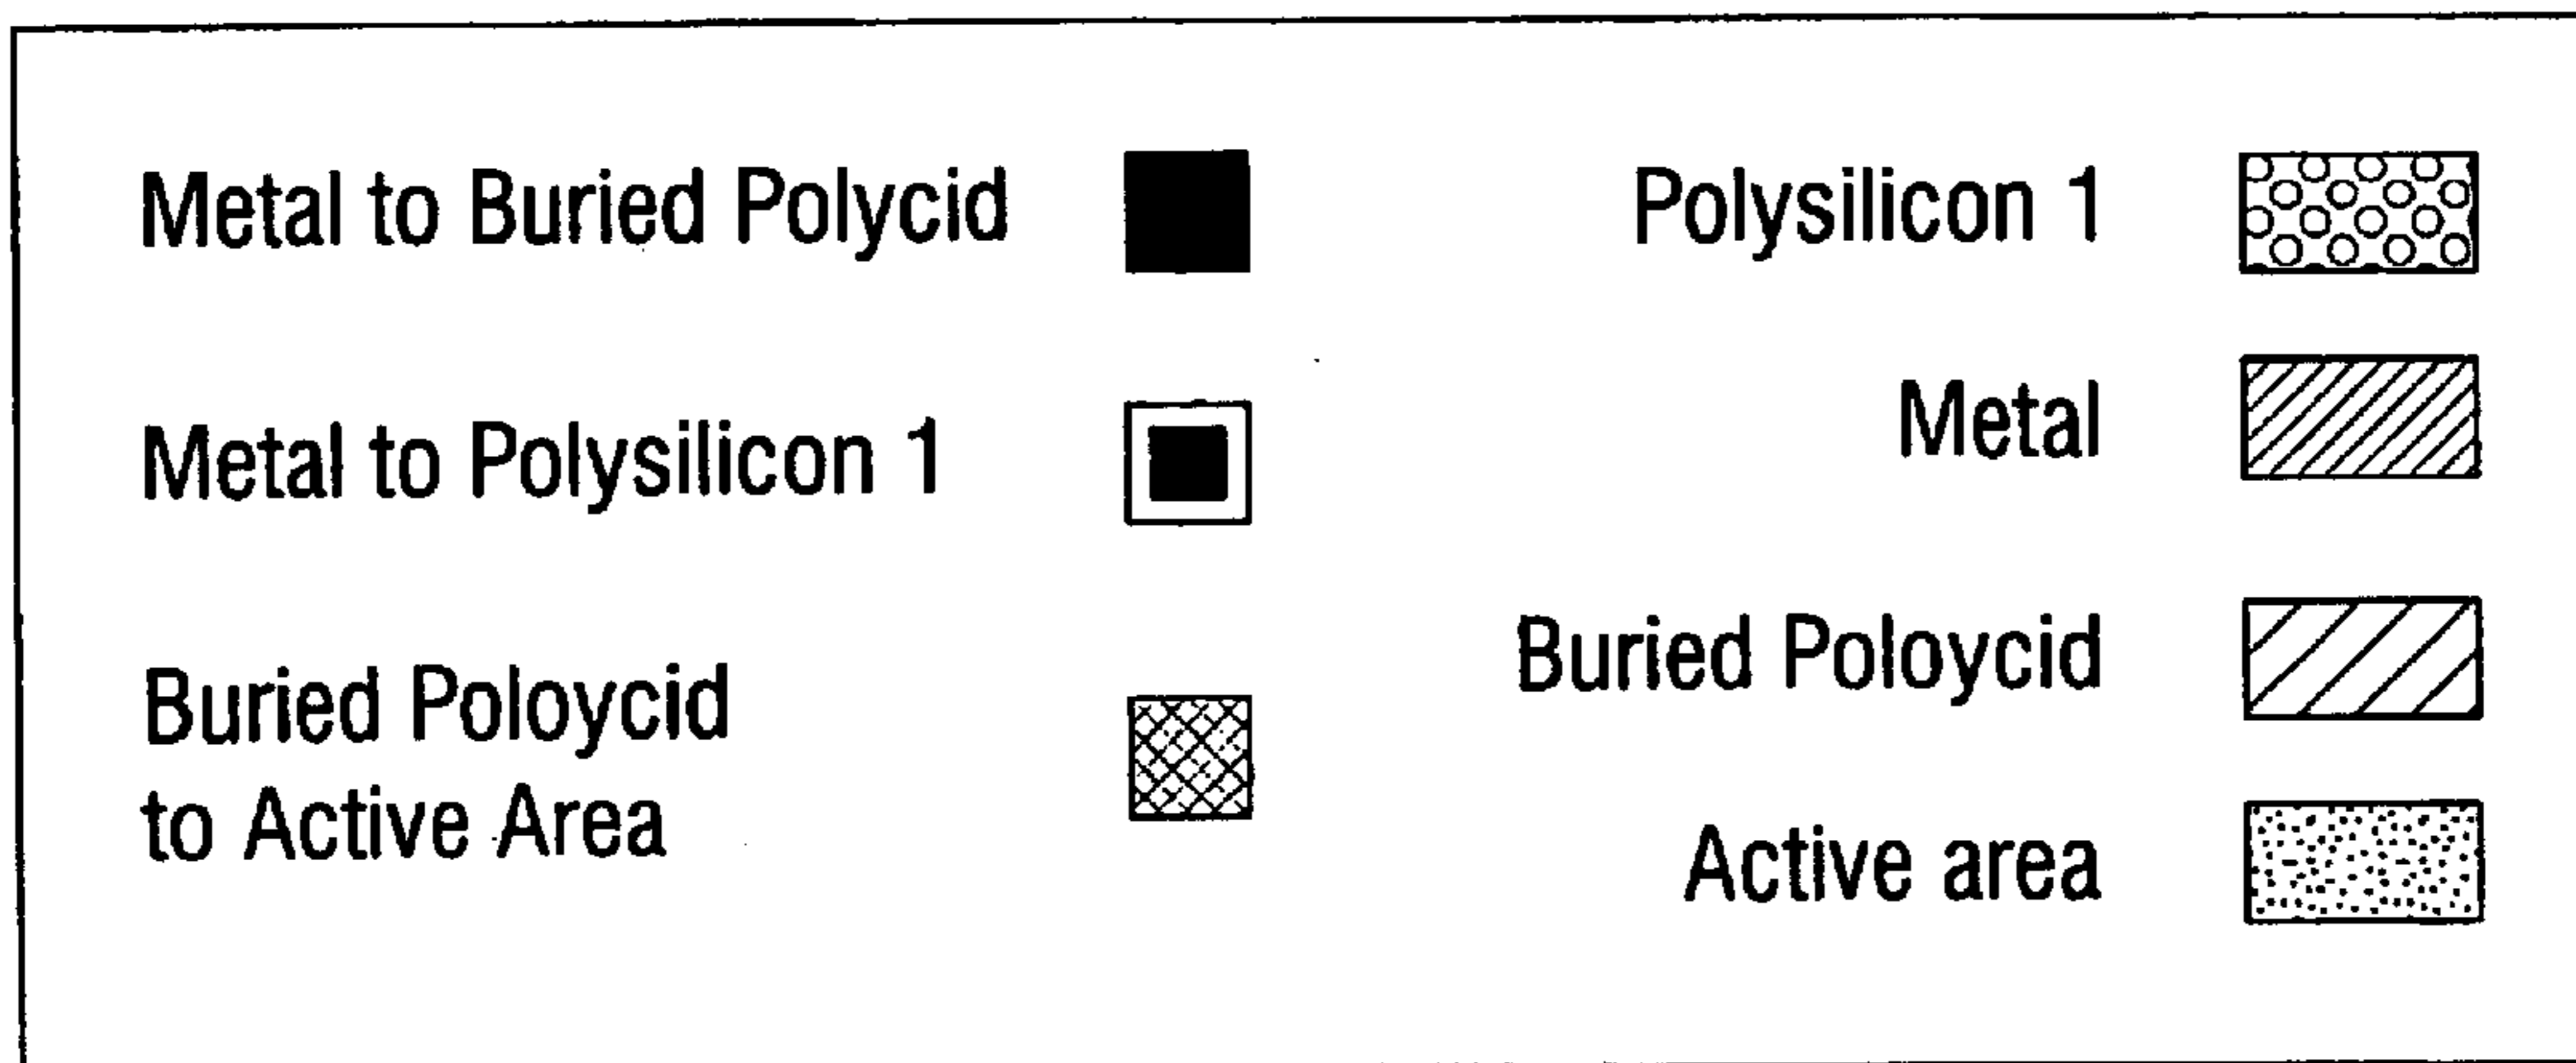 Metal to Buried Polycid
Metal to Polysilicon 1
Buried Poloycid
to Active Area
Polysilicon 1
Metal
Buried Poloycid
Active area